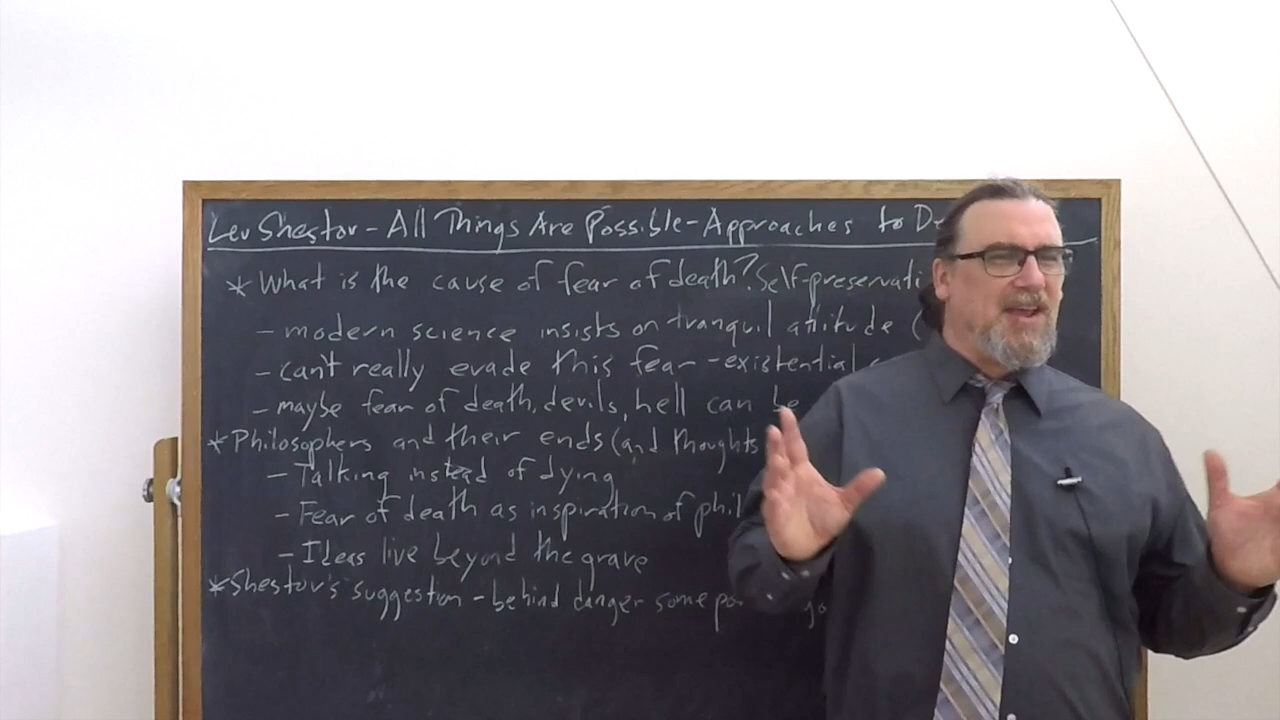 Lev Shestov - All Things Are Possible - Approaches to D
* What is the cause of fear of death? Self-preservati
- modern science insists on tranquil attitude (
- can't really evade this fear - existential
- maybe fear of death, devils, hell can be
* Philosophers and their ends (and thoughts
- Talking instead of dying
- Fear of death as inspiration of phil
- Ideas live beyond the grave
* Shestov's suggestion - behind danger some